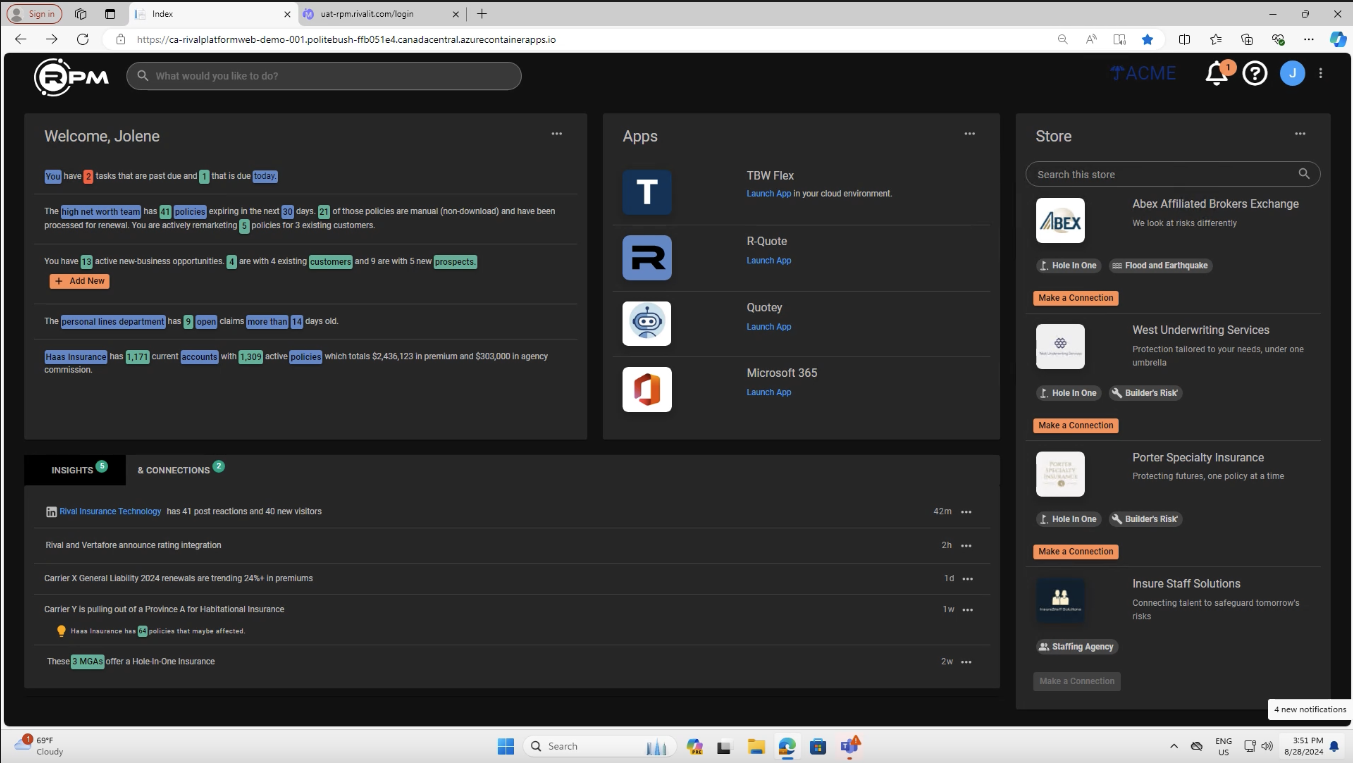 Sign in
Index
uat-rpm.rivalit.com/login
https://ca-rivalplatformweb-demo-001.politebush-ffb051e4.canadacentral.azurecontainerapps.io
RPM
What would you like to do?
ACME
1
J
Welcome, Jolene
You have 2 tasks that are past due and 1 that is due today.
The high net worth team has 41 policies expiring in the next 30 days. 21 of those policies are manual (non-download) and have been
processed for renewal. You are actively remarketing 5 policies for 3 existing customers.
You have 13 active new-business opportunities. 4 are with 4 existing customers and 9 are with 5 new prospects.
+ Add New
The personal lines department has 9 open claims more than 14 days old.
Haas Insurance has 1,171 current accounts with 1,309 active policies which totals $2,436,123 in premium and $303,000 in agency
commission.
Apps
T
TBW Flex
Launch App in your cloud environment.
R
R-Quote
Launch App
Quotey
Launch App
Microsoft 365
Launch App
Store
Search this store
ABEX
Abex Affiliated Brokers Exchange
We look at risks differently
Hole In One
Flood and Earthquake
Make a Connection
West Underwriting Services
West Underwriting Services
Protection tailored to your needs, under one
umbrella
Hole In One
Builder's Risk'
Make a Connection
PORTER
SPECIALTY
INSURANCE
Porter Specialty Insurance
Protecting futures, one policy at a time
Hole In One
Builder's Risk'
Make a Connection
Insure Staff Solutions
Connecting talent to safeguard tomorrow's
risks
Staffing Agency
Make a Connection
INSIGHTS 5
& CONNECTIONS 2
in Rival Insurance Technology has 41 post reactions and 40 new visitors 42m
Rival and Vertafore announce rating integration 2h
Carrier X General Liability 2024 renewals are trending 24%+ in premiums 1d
Carrier Y is pulling out of a Province A for Habitational Insurance 1w
Haas Insurance has 64 policies that maybe affected.
These 3 MGAs offer a Hole-In-One Insurance 2w
4 new notifications
1
69°F
Cloudy
Search
ENG
US
3:51 PM
8/28/2024